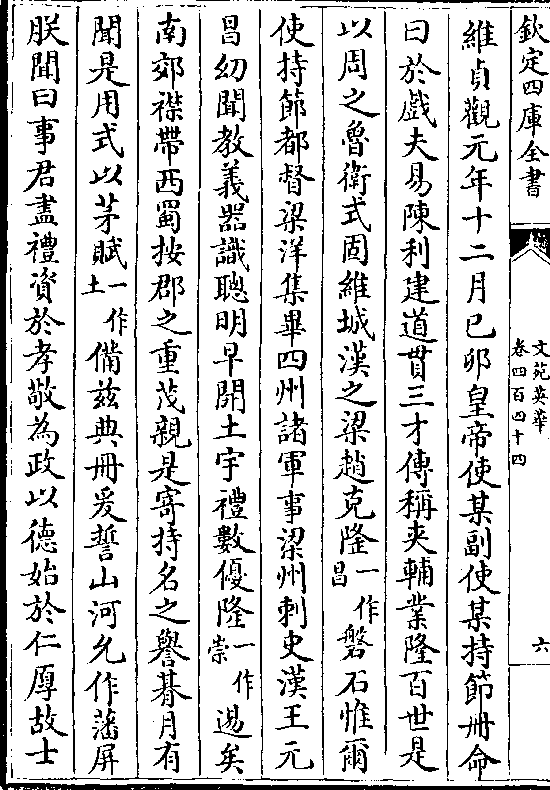 欽定四庫全書
文苑英華
卷四百四十四
六
維貞觀元年十二月己卯皇帝使某副使某持節冊命
曰於戲夫易陳利建道貫三才傳稱夾輔業隆百世是
以周之魯衛式固維城漢之梁趙克隆一作昌磐石惟爾
使持節都督梁洋集畢四州諸軍事梁州刺史漢王元
昌幼聞教義器識聰明早開土宇禮數優隆一作崇逷矣
南郊襟帶西蜀按郡之重茂親是寄持名之譽朞月有
聞是用式以茅賦一作土備茲典冊爰誓山河允作藩屏
朕聞曰事君盡禮資於孝敬為政以德始於仁厚故士